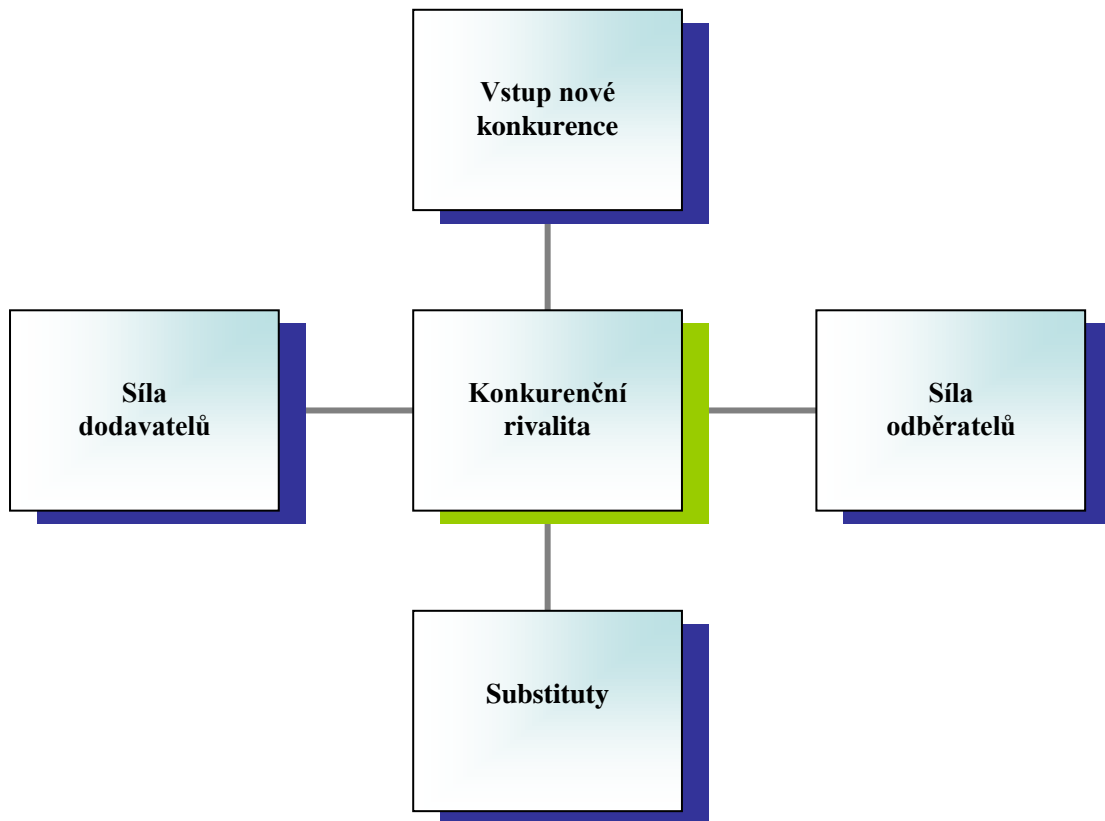 Vstup nové
konkurence
Síla
dodavatelů
Konkurenční
rivalita
Síla
odběratelů
Substituty